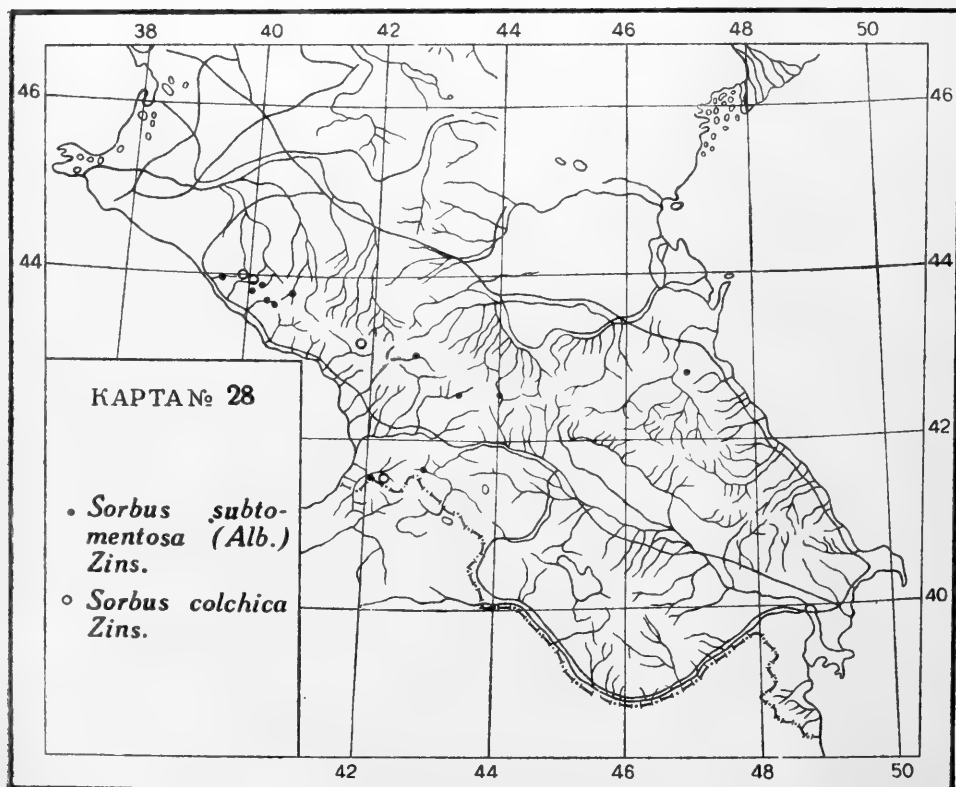 38 40 42 44 46 48 50
46 46
44 44
КАРТА № 28
42
• Sorbus subto-
mentosa (Alb.)
Zins.
○ Sorbus colchica
Zins.
40
42 44 46 48 50